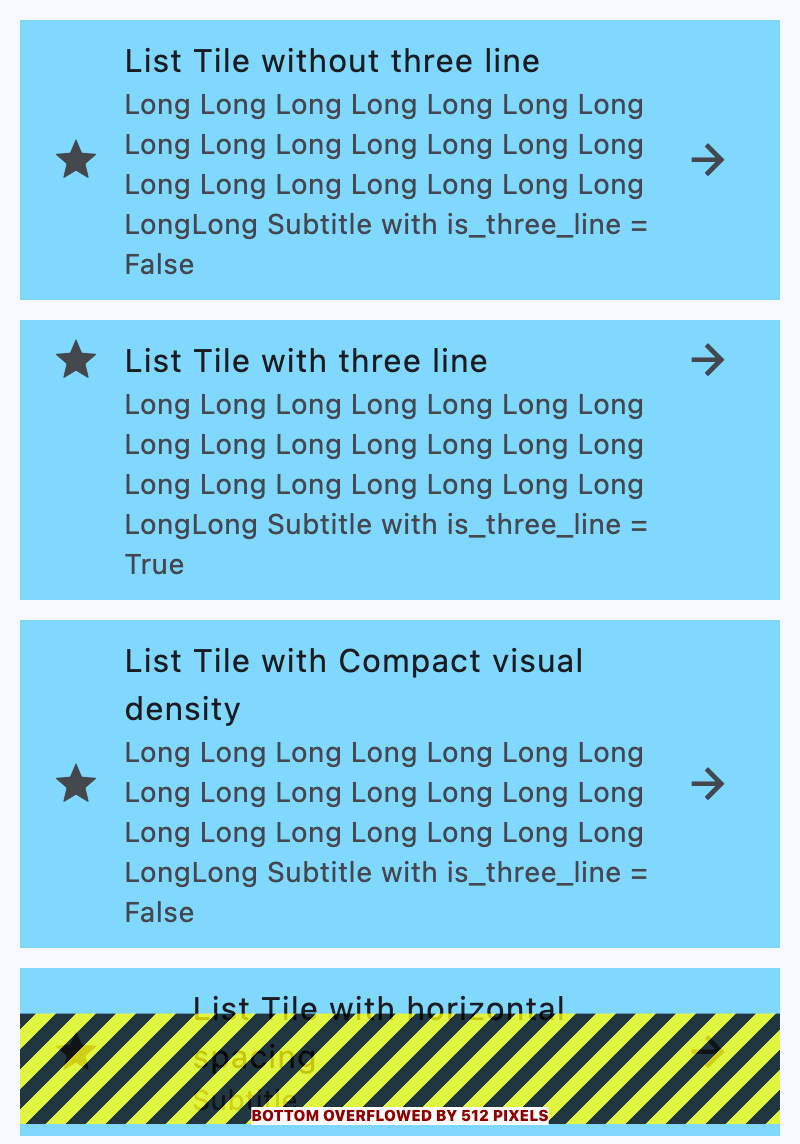 List Tile without three line
Long Long Long Long Long Long Long
Long Long Long Long Long Long Long
Long Long Long Long Long Long Long
LongLong Subtitle with is_three_line =
False
List Tile with three line
Long Long Long Long Long Long Long
Long Long Long Long Long Long Long
Long Long Long Long Long Long Long
LongLong Subtitle with is_three_line =
True
List Tile with Compact visual
density
Long Long Long Long Long Long Long
Long Long Long Long Long Long Long
Long Long Long Long Long Long Long
LongLong Subtitle with is_three_line =
False
List Tile with horizontal
spacing
Subtitle
BOTTOM OVERFLOWED BY 512 PIXELS